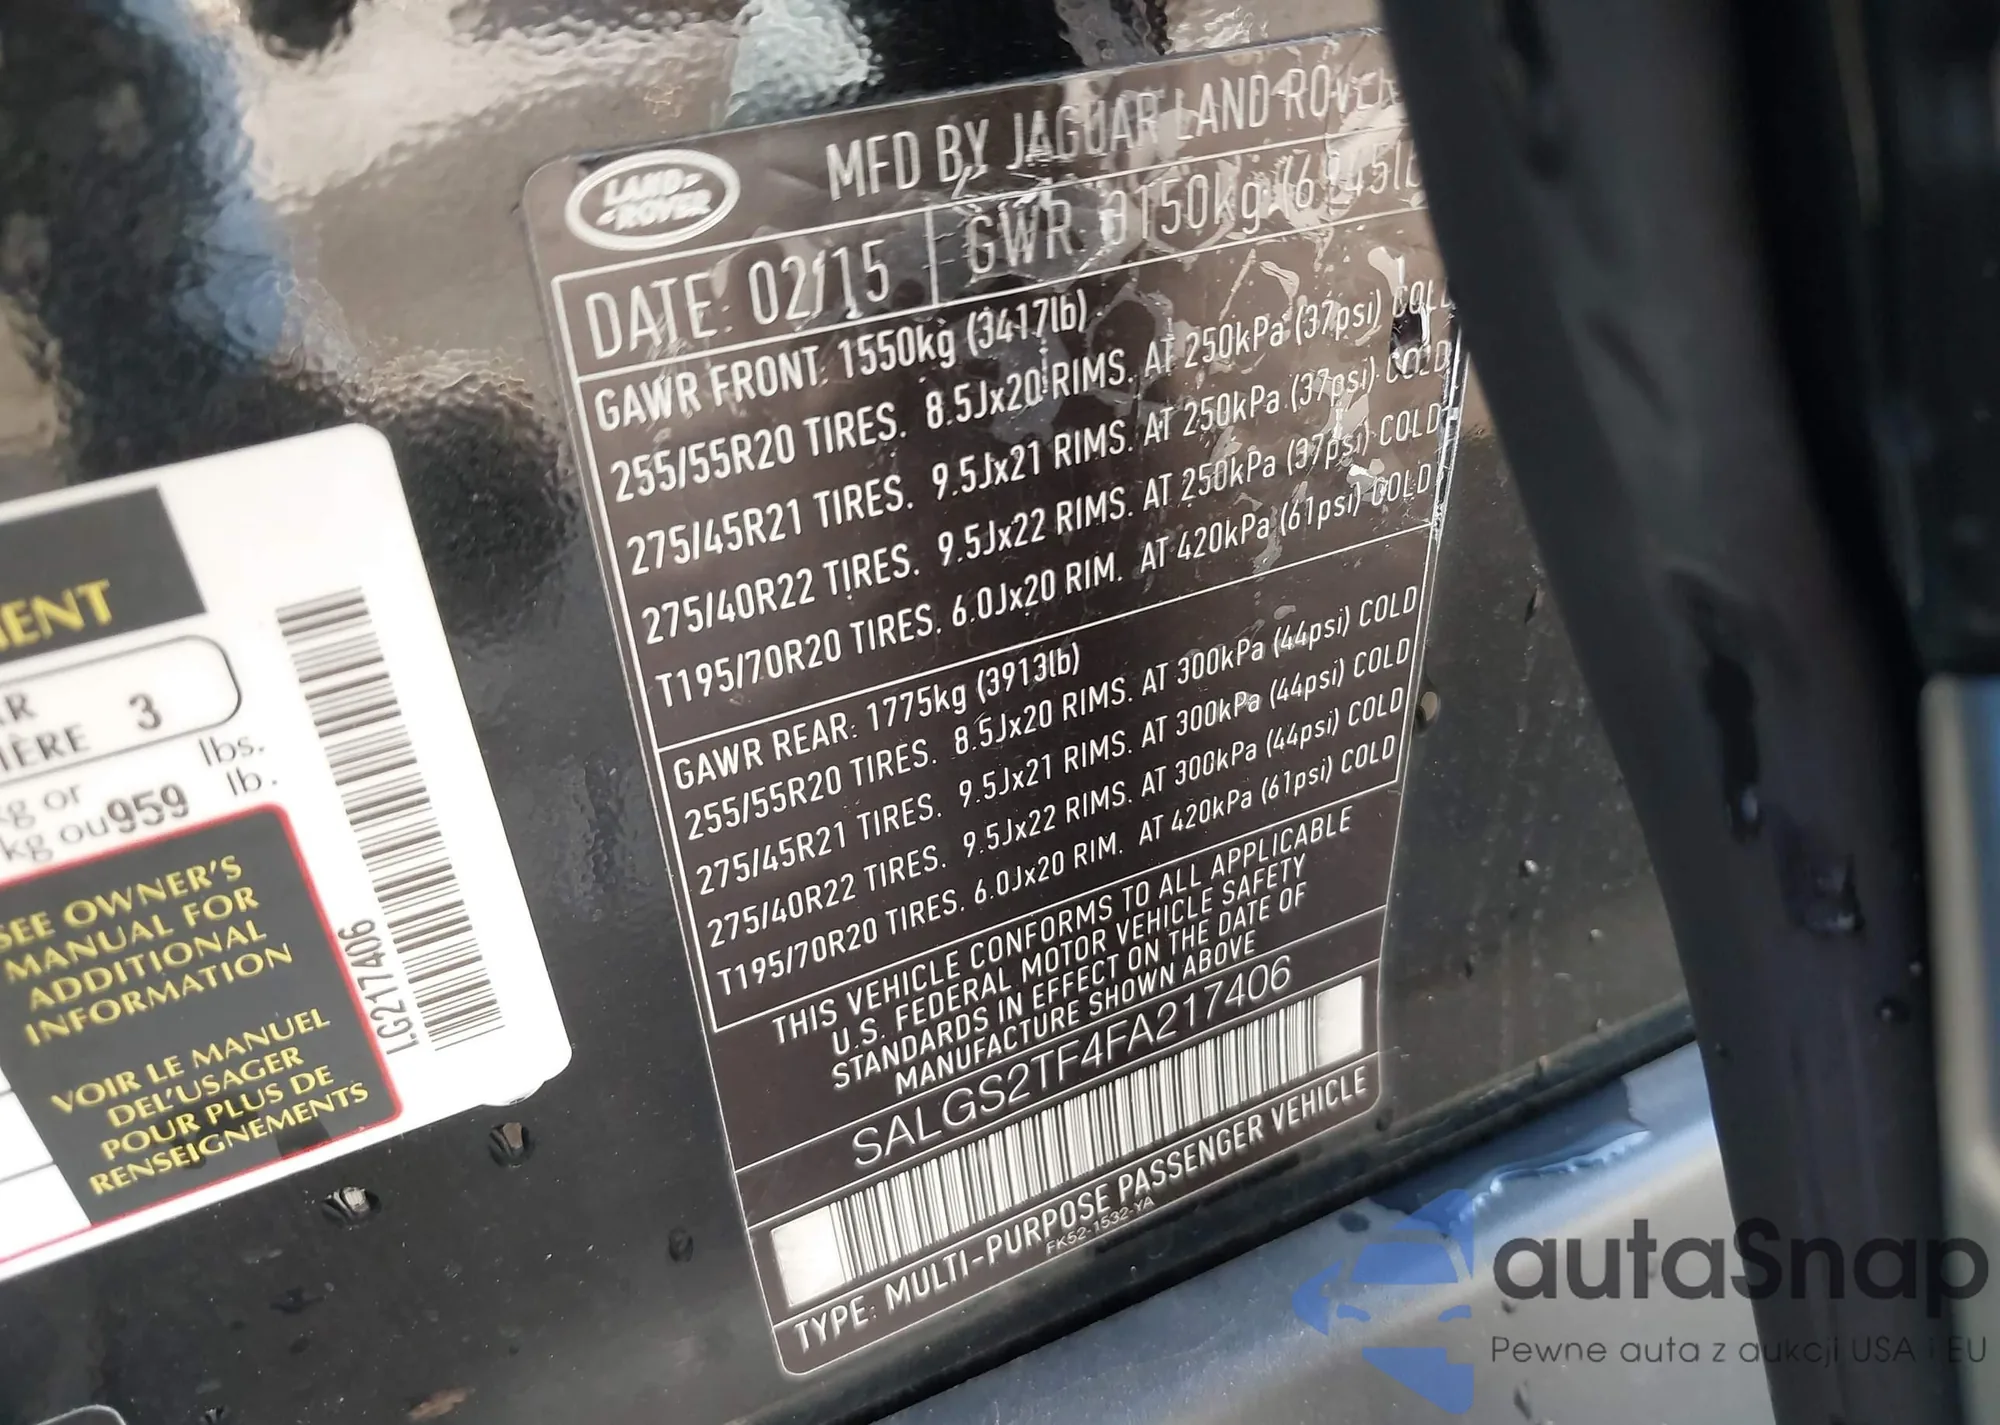 LAND-
-ROVER
MFD BY JAGUAR LAND ROVER
DATE: 02/15 GWR 3150kg (6945lb
GAWR FRONT: 1550kg (3417lb)
255/55R20 TIRES. 8.5Jx20 RIMS. AT 250kPa (37psi) COLD
275/45R21 TIRES. 9.5Jx21 RIMS. AT 250kPa (37psi) COLD
275/40R22 TIRES. 9.5Jx22 RIMS. AT 250kPa (37psi) COLD
T195/70R20 TIRES. 6.0Jx20 RIM. AT 420kPa (61psi) COLD
GAWR REAR: 1775kg (3913lb)
255/55R20 TIRES. 8.5Jx20 RIMS. AT 300kPa (44psi) COLD
275/45R21 TIRES. 9.5Jx21 RIMS. AT 300kPa (44psi) COLD
275/40R22 TIRES. 9.5Jx22 RIMS. AT 300kPa (44psi) COLD
T195/70R20 TIRES. 6.0Jx20 RIM. AT 420kPa (61psi) COLD
THIS VEHICLE CONFORMS TO ALL APPLICABLE
U.S. FEDERAL MOTOR VEHICLE SAFETY
STANDARDS IN EFFECT ON THE DATE OF
MANUFACTURE SHOWN ABOVE
SALGS2TF4FA217406
TYPE: MULTI-PURPOSE PASSENGER VEHICLE
FK52-1532-YA
ENT
AR
IÈRE 3
kg or lbs.
kg ou 959 lb.
SEE OWNER'S
MANUAL FOR
ADDITIONAL
INFORMATION
VOIR LE MANUEL
DEL'USAGER
POUR PLUS DE
RENSEIGNEMENTS
LG217406
autaSnap
Pewne auta z aukcji USA i EU